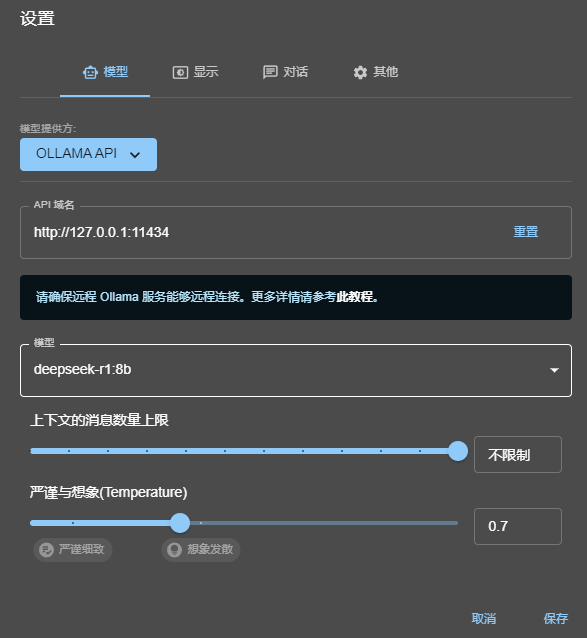 设置
模型 显示 对话 其他
模型提供方:
OLLAMA API
API 域名
http://127.0.0.1:11434 重置
请确保远程 Ollama 服务能够远程连接。更多详情请参考此教程。
模型
deepseek-r1:8b
上下文的消息数量上限
不限制
严谨与想象(Temperature)
0.7
严谨细致 想象发散
取消 保存